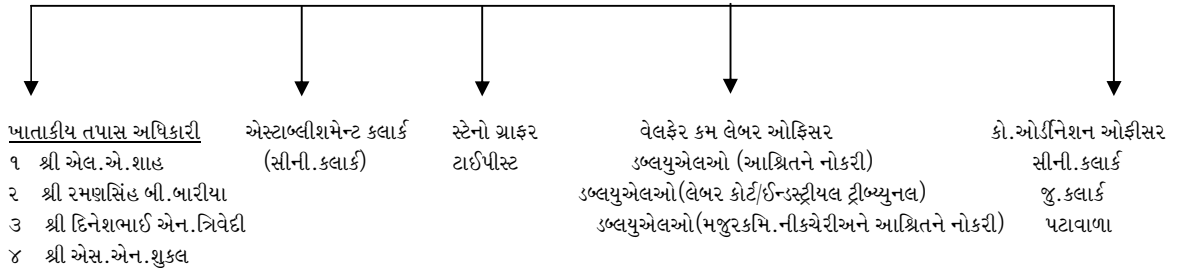 ખાતાકીય તપાસ અધિકારી
૧ શ્રી એલ.એ.શાહ
૨ શ્રી રમણસિંહ બી.બારીયા
૩ શ્રી દિનેશભાઈ એન.ત્રિવેદી
૪ શ્રી એસ.એન.શુકલ
એસ્ટાબ્લીશમેન્ટ કલાર્ક
(સીની.કલાર્ક)
સ્ટેનો ગ્રાફર
ટાઈપીસ્ટ
વેલફેર કમ લેબર ઓફિસર
ડબ્લયુએલઓ (આશ્રિતને નોકરી)
ડબ્લયુએલઓ(લેબર કોર્ટ/ઈન્ડસ્ટ્રીયલ ટ્રીબ્ય્યુનલ)
ડબ્લયુએલઓ(મજુરકમિ.નીકચેરીઅને આશ્રિતને નોકરી)
કો.ઓર્ડીનેશન ઓફીસર
સીની.કલાર્ક
જુ.કલાર્ક
પટાવાળા